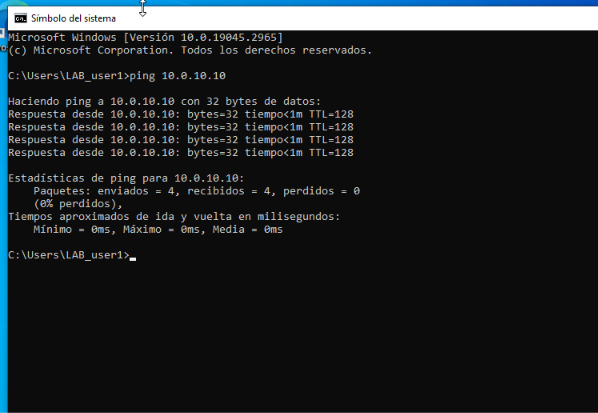 Símbolo del sistema
Microsoft Windows [Versión 10.0.19045.2965]
(c) Microsoft Corporation. Todos los derechos reservados.
C:\Users\LAB_user1>ping 10.0.10.10
Haciendo ping a 10.0.10.10 con 32 bytes de datos:
Respuesta desde 10.0.10.10: bytes=32 tiempo<1m TTL=128
Respuesta desde 10.0.10.10: bytes=32 tiempo<1m TTL=128
Respuesta desde 10.0.10.10: bytes=32 tiempo<1m TTL=128
Respuesta desde 10.0.10.10: bytes=32 tiempo<1m TTL=128
Estadísticas de ping para 10.0.10.10:
Paquetes: enviados = 4, recibidos = 4, perdidos = 0
(0% perdidos),
Tiempos aproximados de ida y vuelta en milisegundos:
Mínimo = 0ms, Máximo = 0ms, Media = 0ms
C:\Users\LAB_user1>